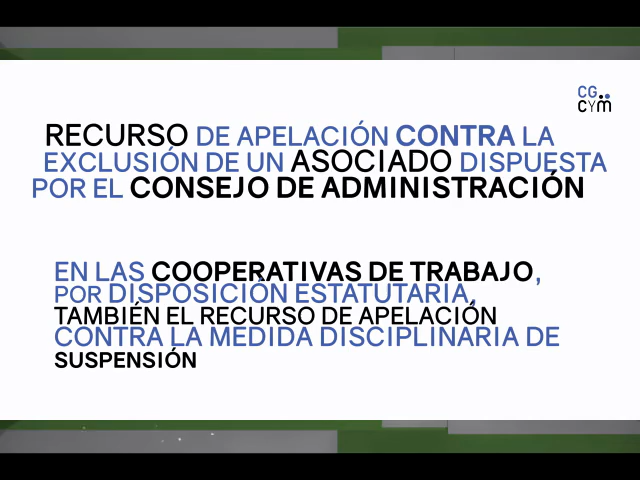 CG
CYM
RECURSO DE APELACIÓN CONTRA LA
EXCLUSIÓN DE UN ASOCIADO DISPUESTA
POR EL CONSEJO DE ADMINISTRACIÓN
EN LAS COOPERATIVAS DE TRABAJO,
POR DISPOSICIÓN ESTATUTARIA,
TAMBIÉN EL RECURSO DE APELACIÓN
CONTRA LA MEDIDA DISCIPLINARIA DE
SUSPENSIÓN